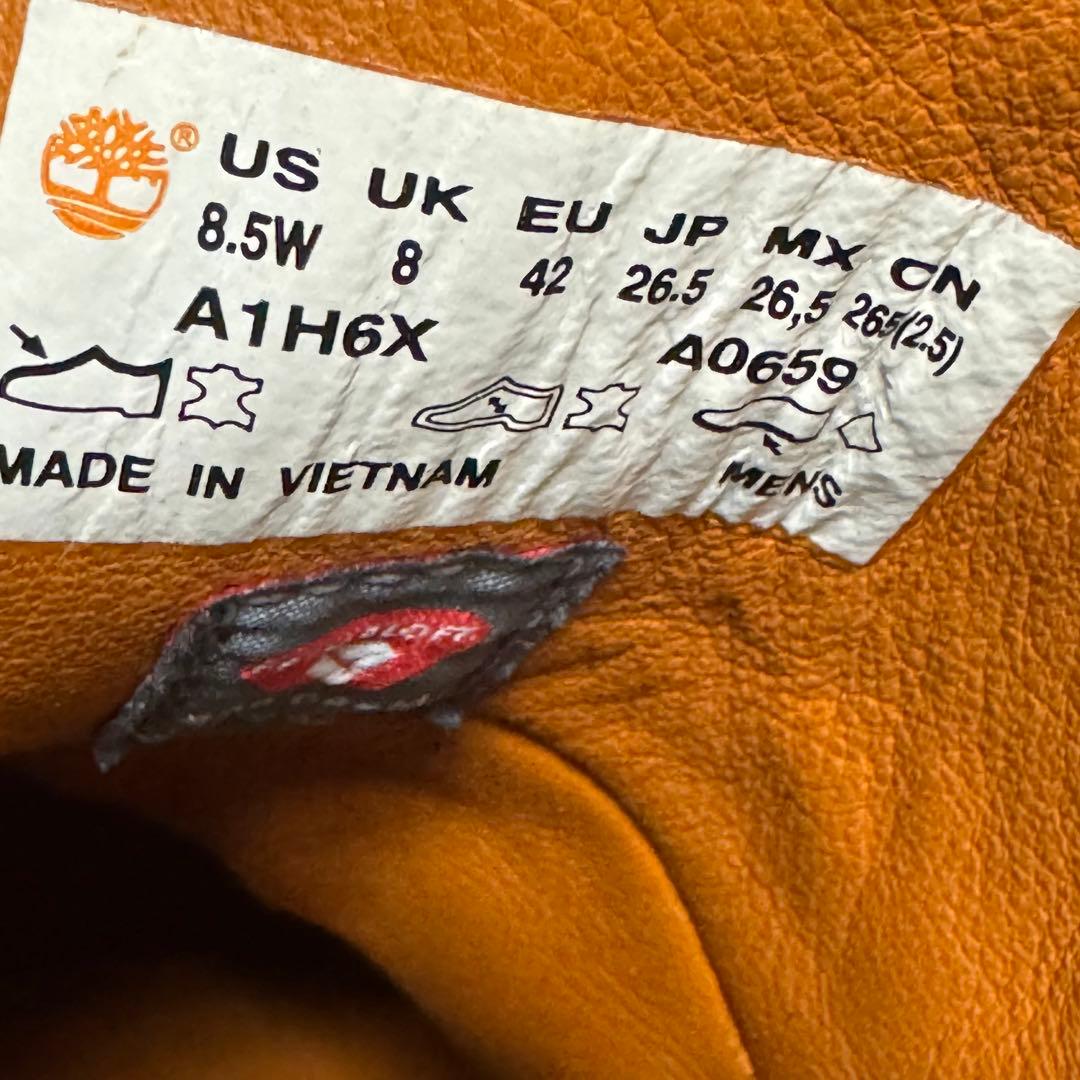 ® US UK EU JP MX CN
8.5W 8 42 26.5 26,5 265(2.5)
A1H6X A0659
MADE IN VIETNAM MENS